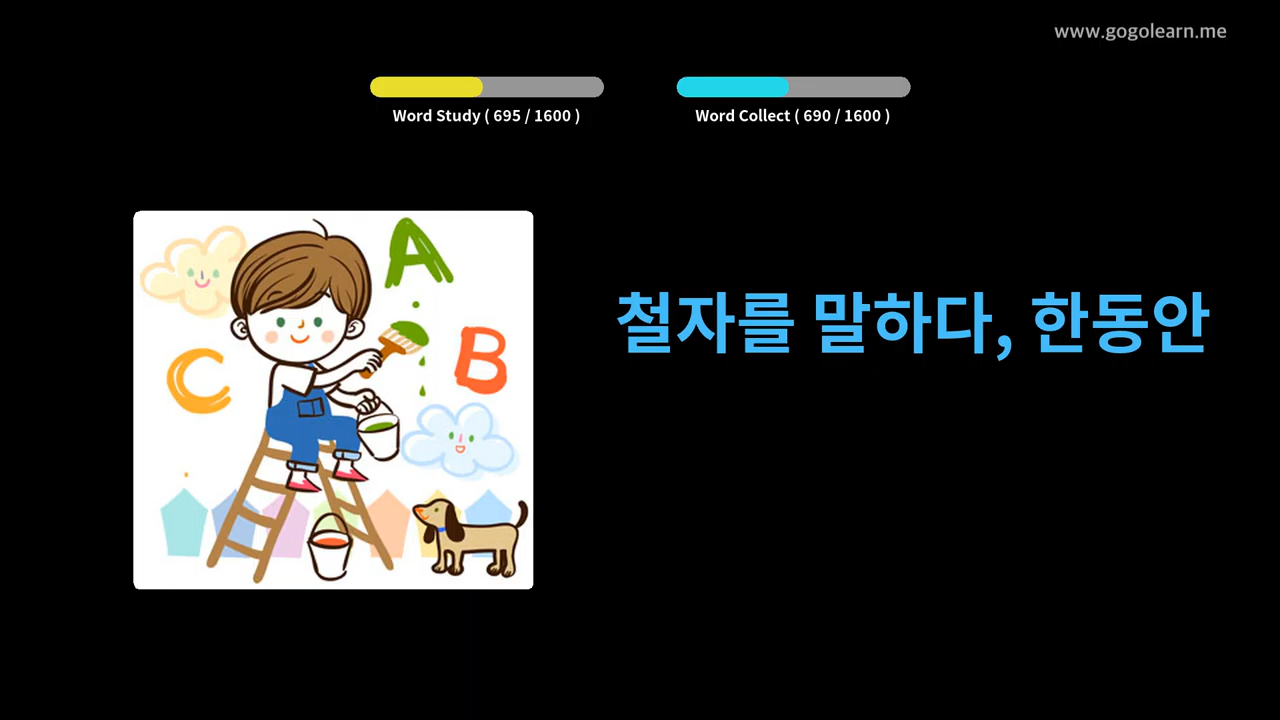 www.gogolearn.me
Word Study ( 695 / 1600 )
Word Collect ( 690 / 1600 )
A
B
C
철자를 말하다, 한동안